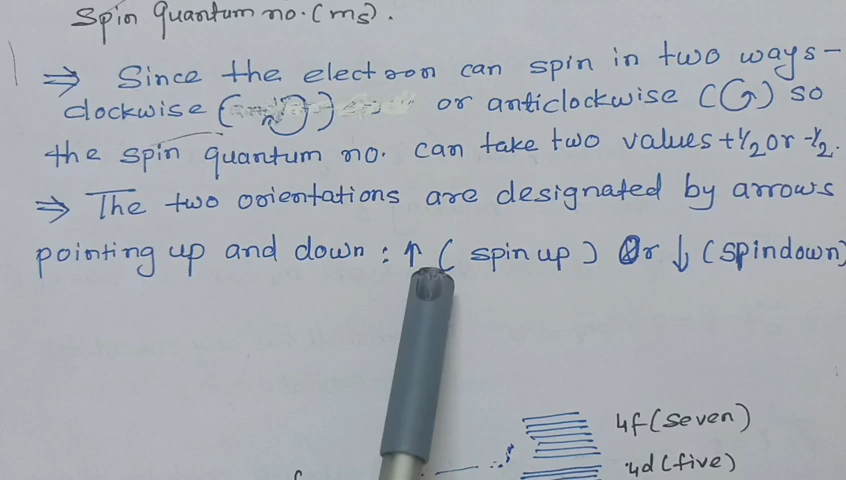 Spin Quantum no. (ms).
⇒ Since the electron can spin in two ways -
clockwise (↻) or anticlockwise (↺) so
the spin quantum no. can take two values +1/2 or -1/2.
⇒ The two orientations are designated by arrows
pointing up and down : ↑ ( spin up ) Or ↓ (spindown)
4f (seven)
4d (five)